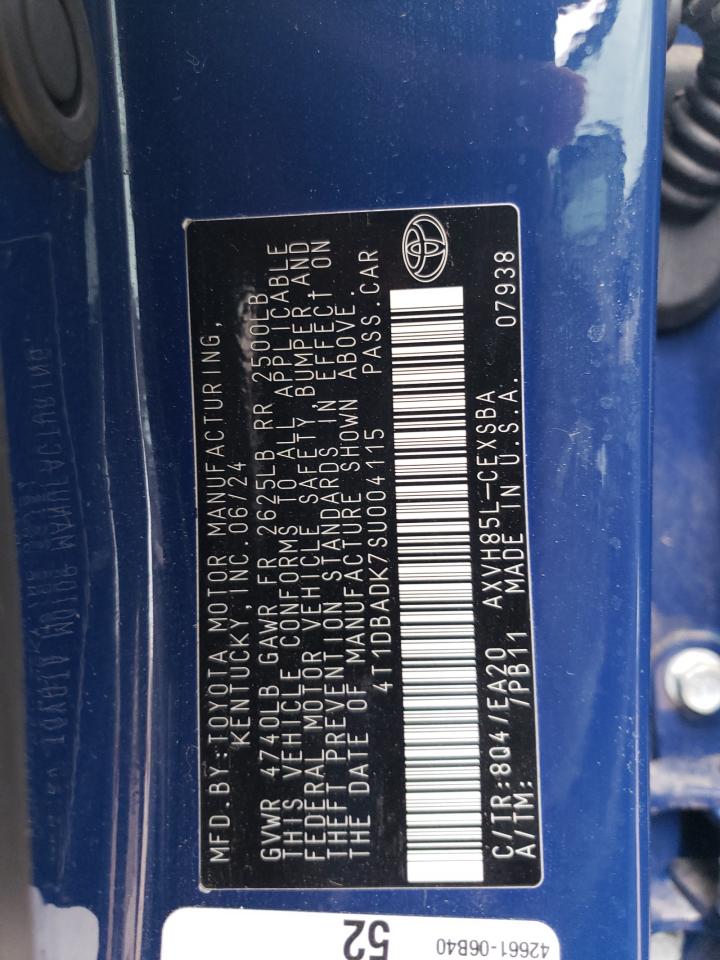 MFD.BY:TOYOTA MOTOR MANUFACTURING,
KENTUCKY,INC.06/24
GVWR 4740LB GAWR FR 2625LB RR 2500LB
THIS VEHICLE CONFORMS TO ALL APPLICABLE
FEDERAL MOTOR VEHICLE SAFETY, BUMPER AND
THEFT PREVENTION STANDARDS IN EFFECT ON
THE DATE OF MANUFACTURE SHOWN ABOVE.
4T1DBADK7SU004115 PASS.CAR
C/TR:8Q4/EA20 AXVH85L-CEXSBA
A/TM: /PB11 MADE IN U.S.A. 07938
52
42661-06B40